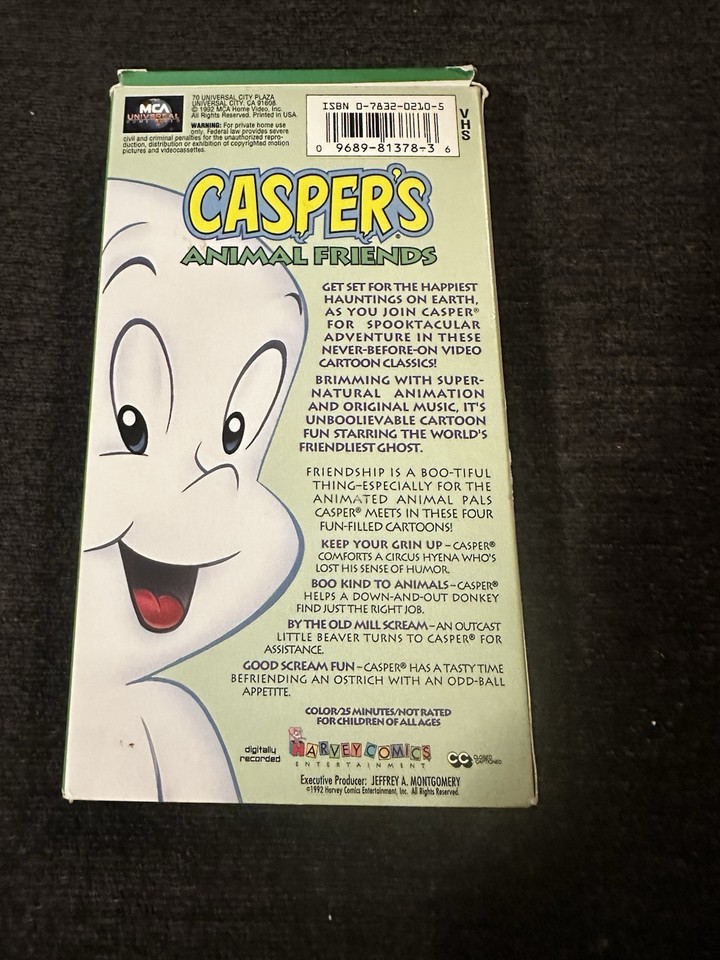 MCA
UNIVERSAL
70 UNIVERSAL CITY PLAZA
UNIVERSAL CITY, CA 91608
© 1992 MCA Home Video, Inc.
All Rights Reserved. Printed in USA.
WARNING: For private home use
only. Federal law provides severe
civil and criminal penalties for the unauthorized repro-
duction, distribution or exhibition of copyrighted motion
pictures and videocassettes.
ISBN 0-7832-0210-5
0 9689-81378-3 6
VHS
CASPER'S
ANIMAL FRIENDS
GET SET FOR THE HAPPIEST
HAUNTINGS ON EARTH,
AS YOU JOIN CASPER®
FOR SPOOKTACULAR
ADVENTURE IN THESE
NEVER-BEFORE-ON VIDEO
CARTOON CLASSICS!
BRIMMING WITH SUPER-
NATURAL ANIMATION
AND ORIGINAL MUSIC, IT'S
UNBOOLIEVABLE CARTOON
FUN STARRING THE WORLD'S
FRIENDLIEST GHOST.
FRIENDSHIP IS A BOO-TIFUL
THING–ESPECIALLY FOR THE
ANIMATED ANIMAL PALS
CASPER® MEETS IN THESE FOUR
FUN-FILLED CARTOONS!
KEEP YOUR GRIN UP – CASPER®
COMFORTS A CIRCUS HYENA WHO'S
LOST HIS SENSE OF HUMOR.
BOO KIND TO ANIMALS – CASPER®
HELPS A DOWN-AND-OUT DONKEY
FIND JUST THE RIGHT JOB.
BY THE OLD MILL SCREAM – AN OUTCAST
LITTLE BEAVER TURNS TO CASPER® FOR
ASSISTANCE.
GOOD SCREAM FUN – CASPER® HAS A TASTY TIME
BEFRIENDING AN OSTRICH WITH AN ODD-BALL
APPETITE.
COLOR/25 MINUTES/NOT RATED
FOR CHILDREN OF ALL AGES
digitally
recorded
HARVEY COMICS
ENTERTAINMENT
CC CLOSED
CAPTIONED
Executive Producer: JEFFREY A. MONTGOMERY
©1992 Harvey Comics Entertainment, Inc. All Rights Reserved.